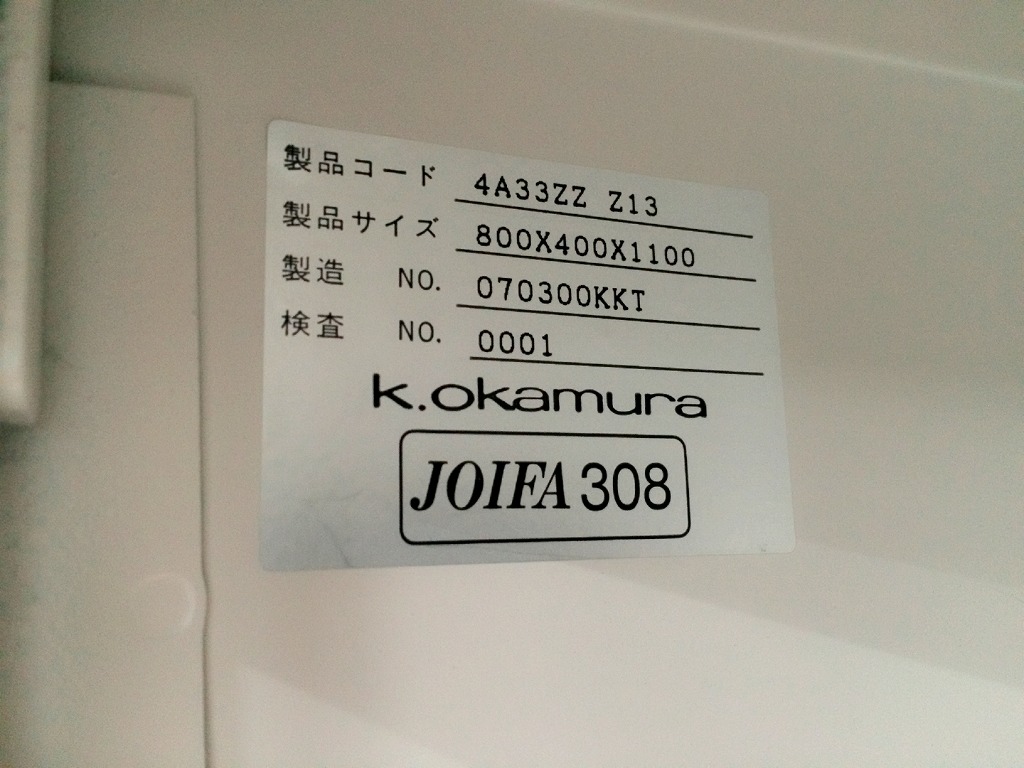 製品コード 4A33ZZ Z13
製品サイズ 800X400X1100
製造 NO. 070300KKT
検査 NO. 0001
k.okamura
JOIFA 308